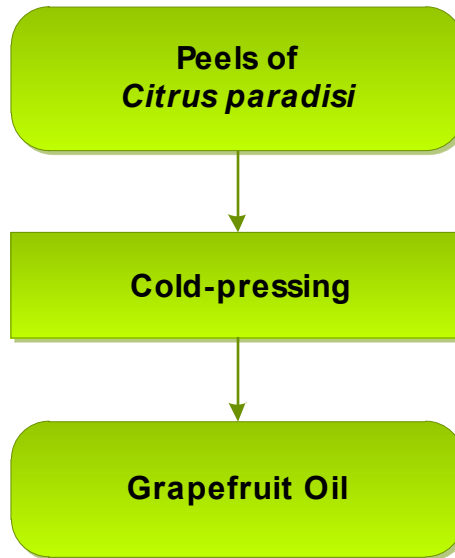 Peels of
Citrus paradisi
Cold-pressing
Grapefruit Oil